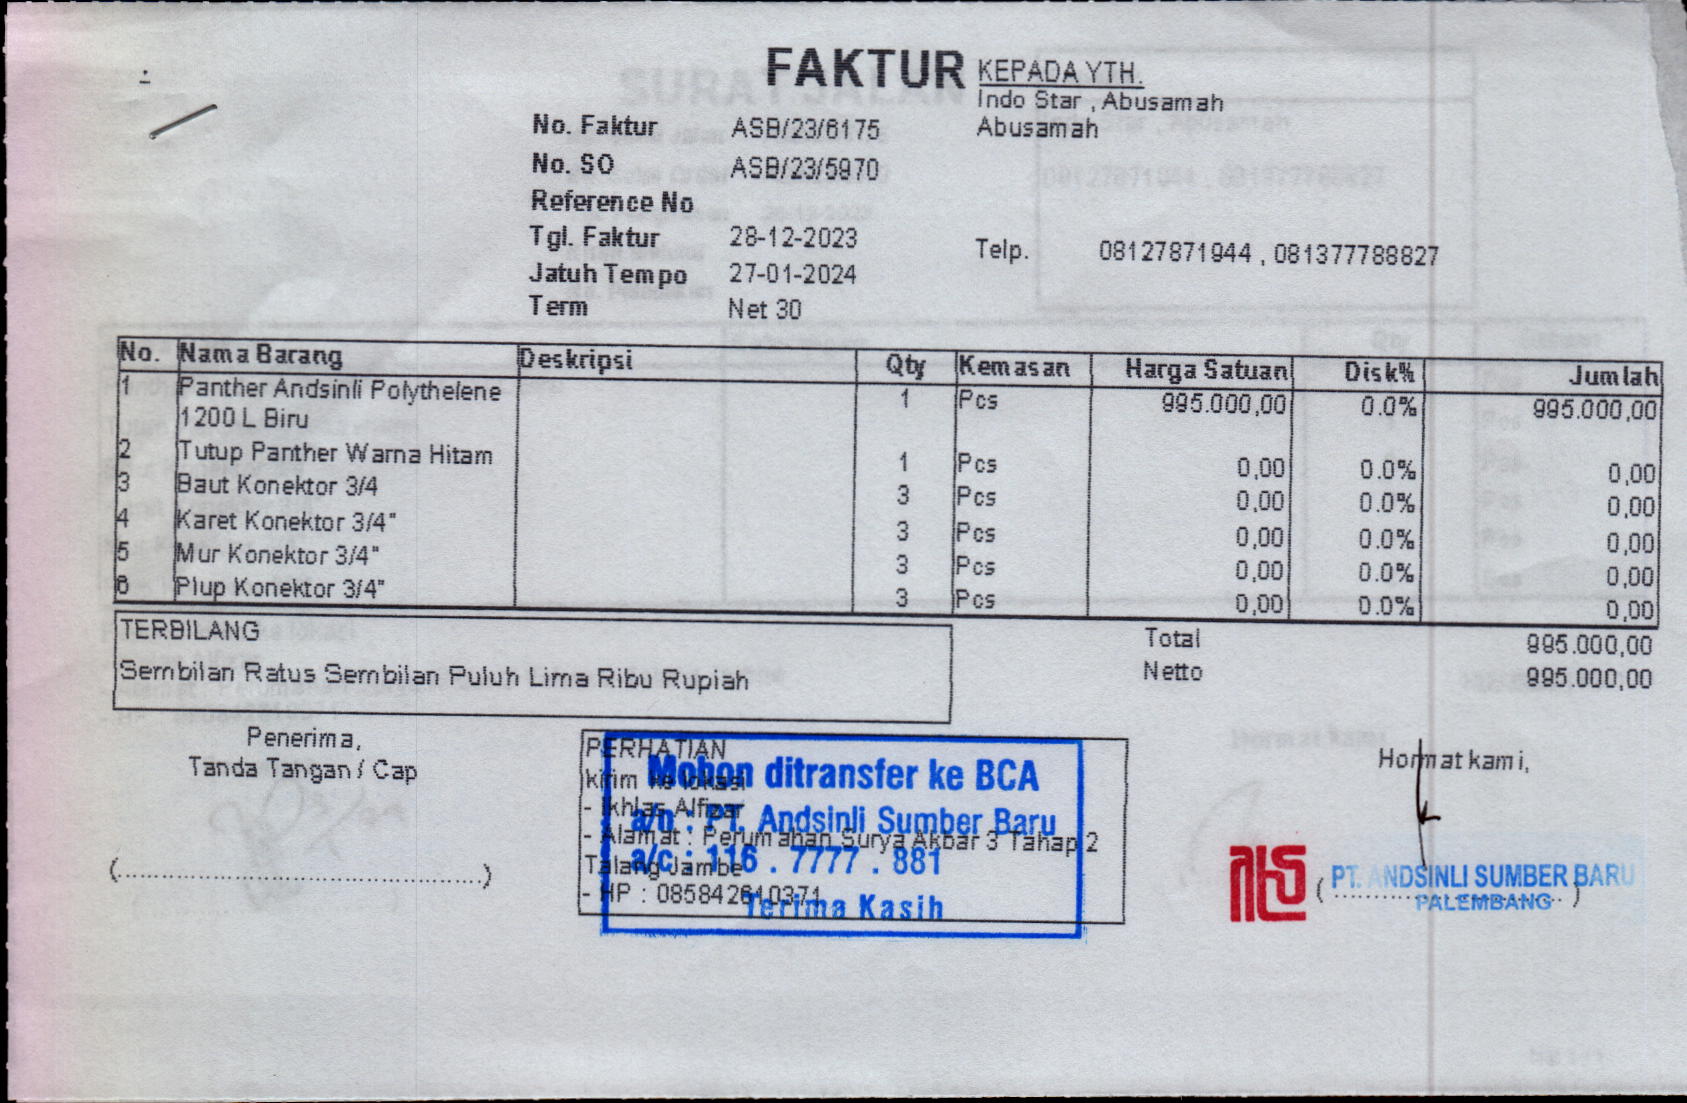 FAKTUR
KEPADA YTH.
Indo Star , Abusamah
Abusamah
No. Faktur ASB/23/6175
No. SO ASB/23/5970
Reference No
Tgl. Faktur 28-12-2023
Telp. 08127871944 , 081377788827
Jatuh Tempo 27-01-2024
Term Net 30
No. Nama Barang Deskripsi Qty Kemasan Harga Satuan Disk% Jumlah
1 Panther Andsinli Polythelene 1 Pcs 995.000,00 0.0% 995.000,00
1200 L Biru
2 Tutup Panther Warna Hitam 1 Pcs 0,00 0.0% 0,00
3 Baut Konektor 3/4 3 Pcs 0,00 0.0% 0,00
4 Karet Konektor 3/4" 3 Pcs 0,00 0.0% 0,00
5 Mur Konektor 3/4" 3 Pcs 0,00 0.0% 0,00
6 Plup Konektor 3/4" 3 Pcs 0,00 0.0% 0,00
TERBILANG
Sembilan Ratus Sembilan Puluh Lima Ribu Rupiah
Total 995.000,00
Netto 995.000,00
Penerima,
Tanda Tangan / Cap
PERHATIAN
kirim ke lokasi
- Ikhlas Alfizar
- Alamat : Perumahan Surya Akbar 3 Tahap 2
Talang Jambe
- HP : 085842610371
Mohon ditransfer ke BCA
a/n : PT. Andsinli Sumber Baru
a/c : 116 . 7777 . 881
Terima Kasih
Hormat kami,
PT. ANDSINLI SUMBER BARU
PALEMBANG